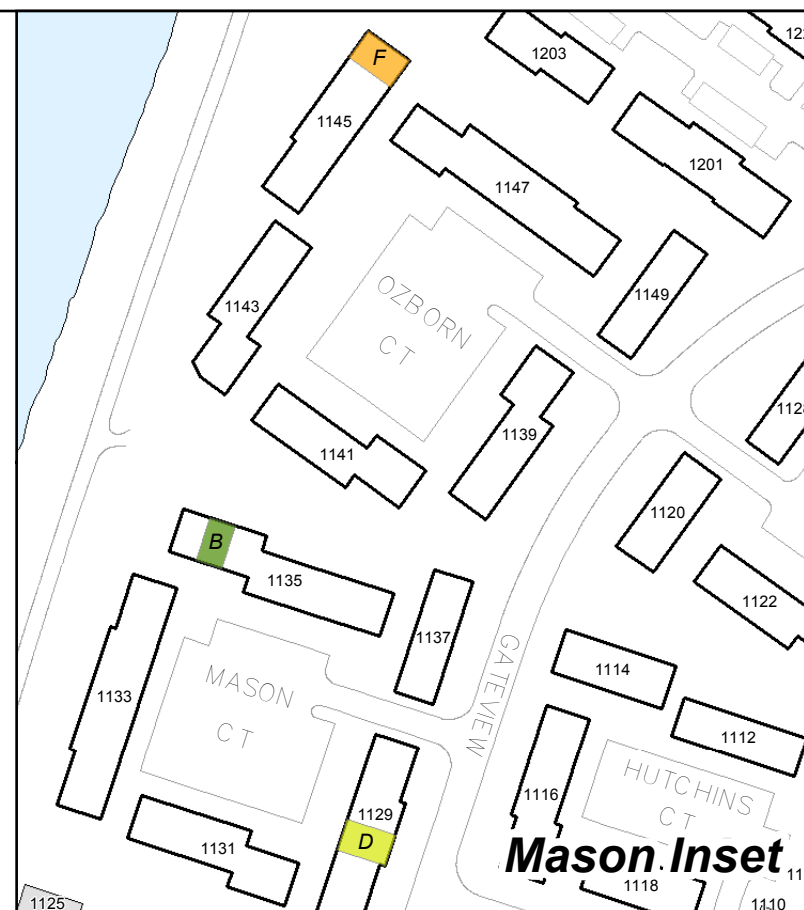 F
1203
1145
1201
1147
1149
1143
OZBORN
CT
1139
1141
1120
B
1135
1122
1137
GATEVIEW
1114
MASON
CT
1133
1112
HUTCHINS
CT
1116
1129
D
1131
Mason Inset
1118
1125
1110